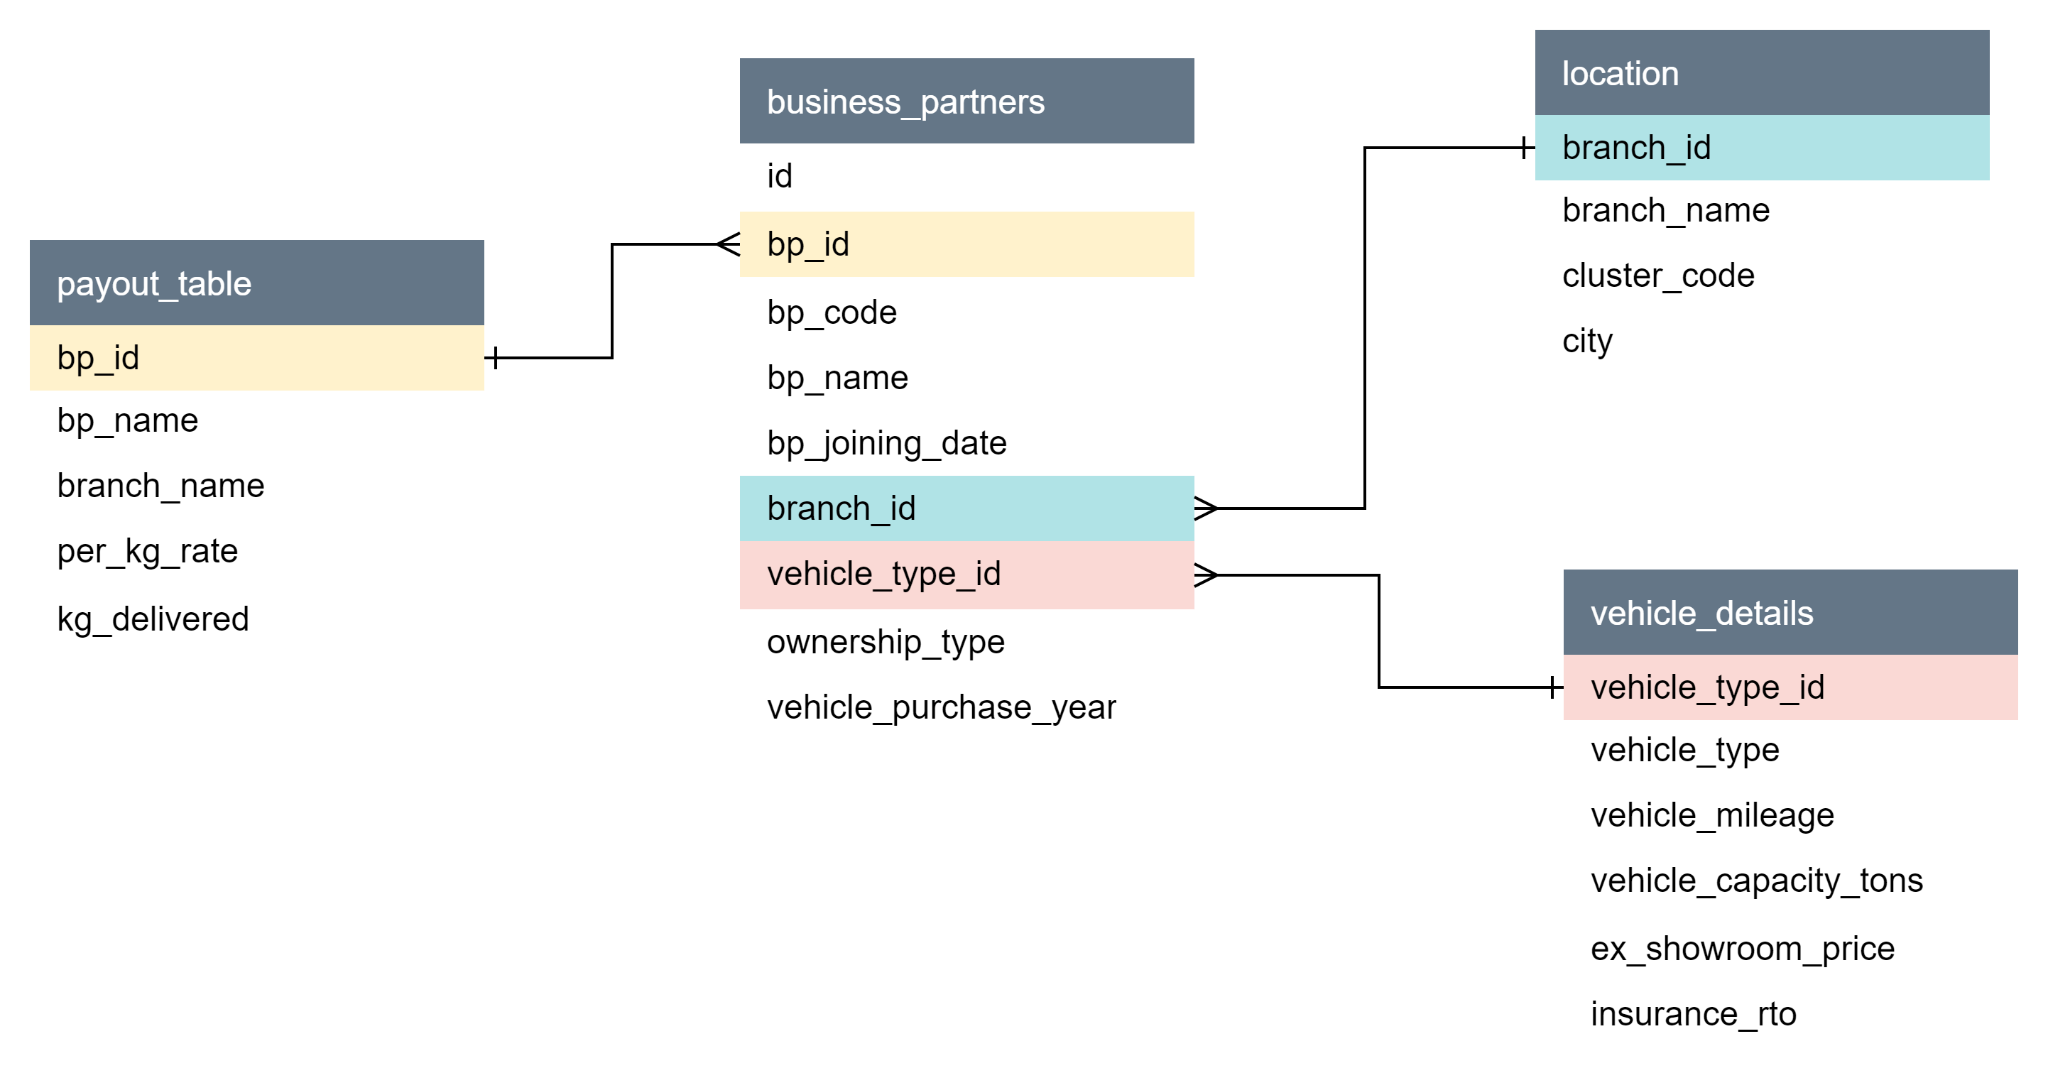 payout_table
bp_id
bp_name
branch_name
per_kg_rate
kg_delivered
business_partners
id
bp_id
bp_code
bp_name
bp_joining_date
branch_id
vehicle_type_id
ownership_type
vehicle_purchase_year
location
branch_id
branch_name
cluster_code
city
vehicle_details
vehicle_type_id
vehicle_type
vehicle_mileage
vehicle_capacity_tons
ex_showroom_price
insurance_rto